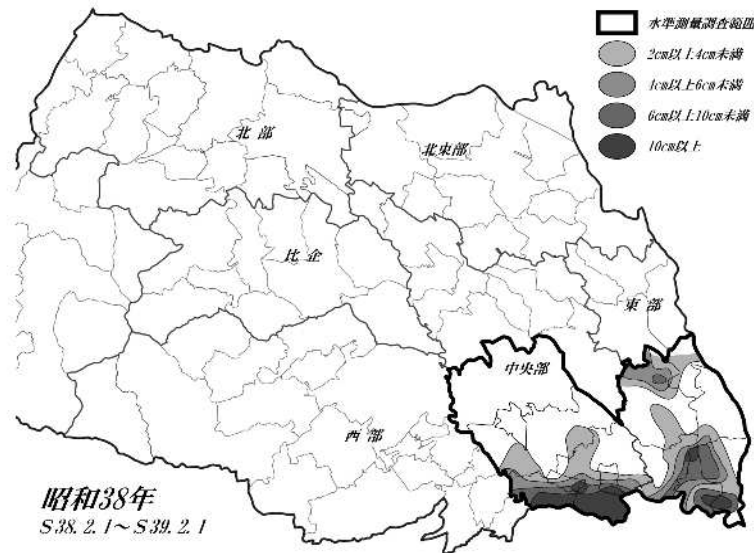 水準測量調査範囲
2cm以上4cm未満
4cm以上6cm未満
6cm以上10cm未満
10cm以上
北部
北東部
比企
東部
中央部
西部
昭和38年
S38.2.1～S39.2.1